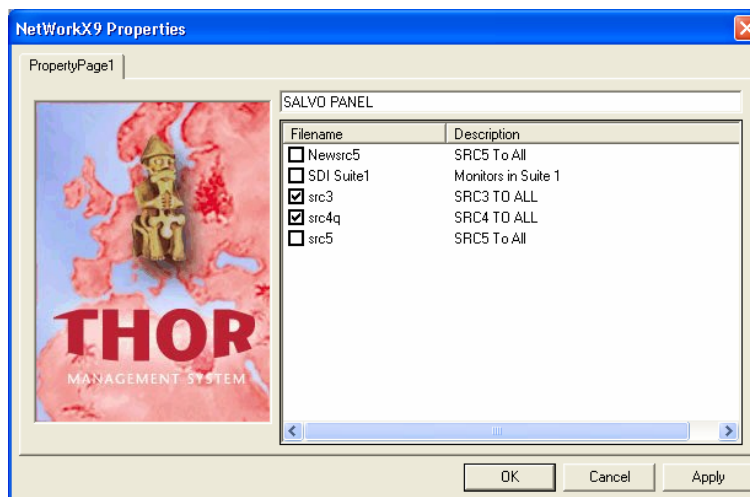 NetWorkX9 Properties
PropertyPage1
SALVO PANEL
Filename Description
Newsrc5 SRC5 To All
SDI Suite1 Monitors in Suite 1
src3 SRC3 TO ALL
src4q SRC4 TO ALL
src5 SRC5 To All
THOR
MANAGEMENT SYSTEM
OK Cancel Apply